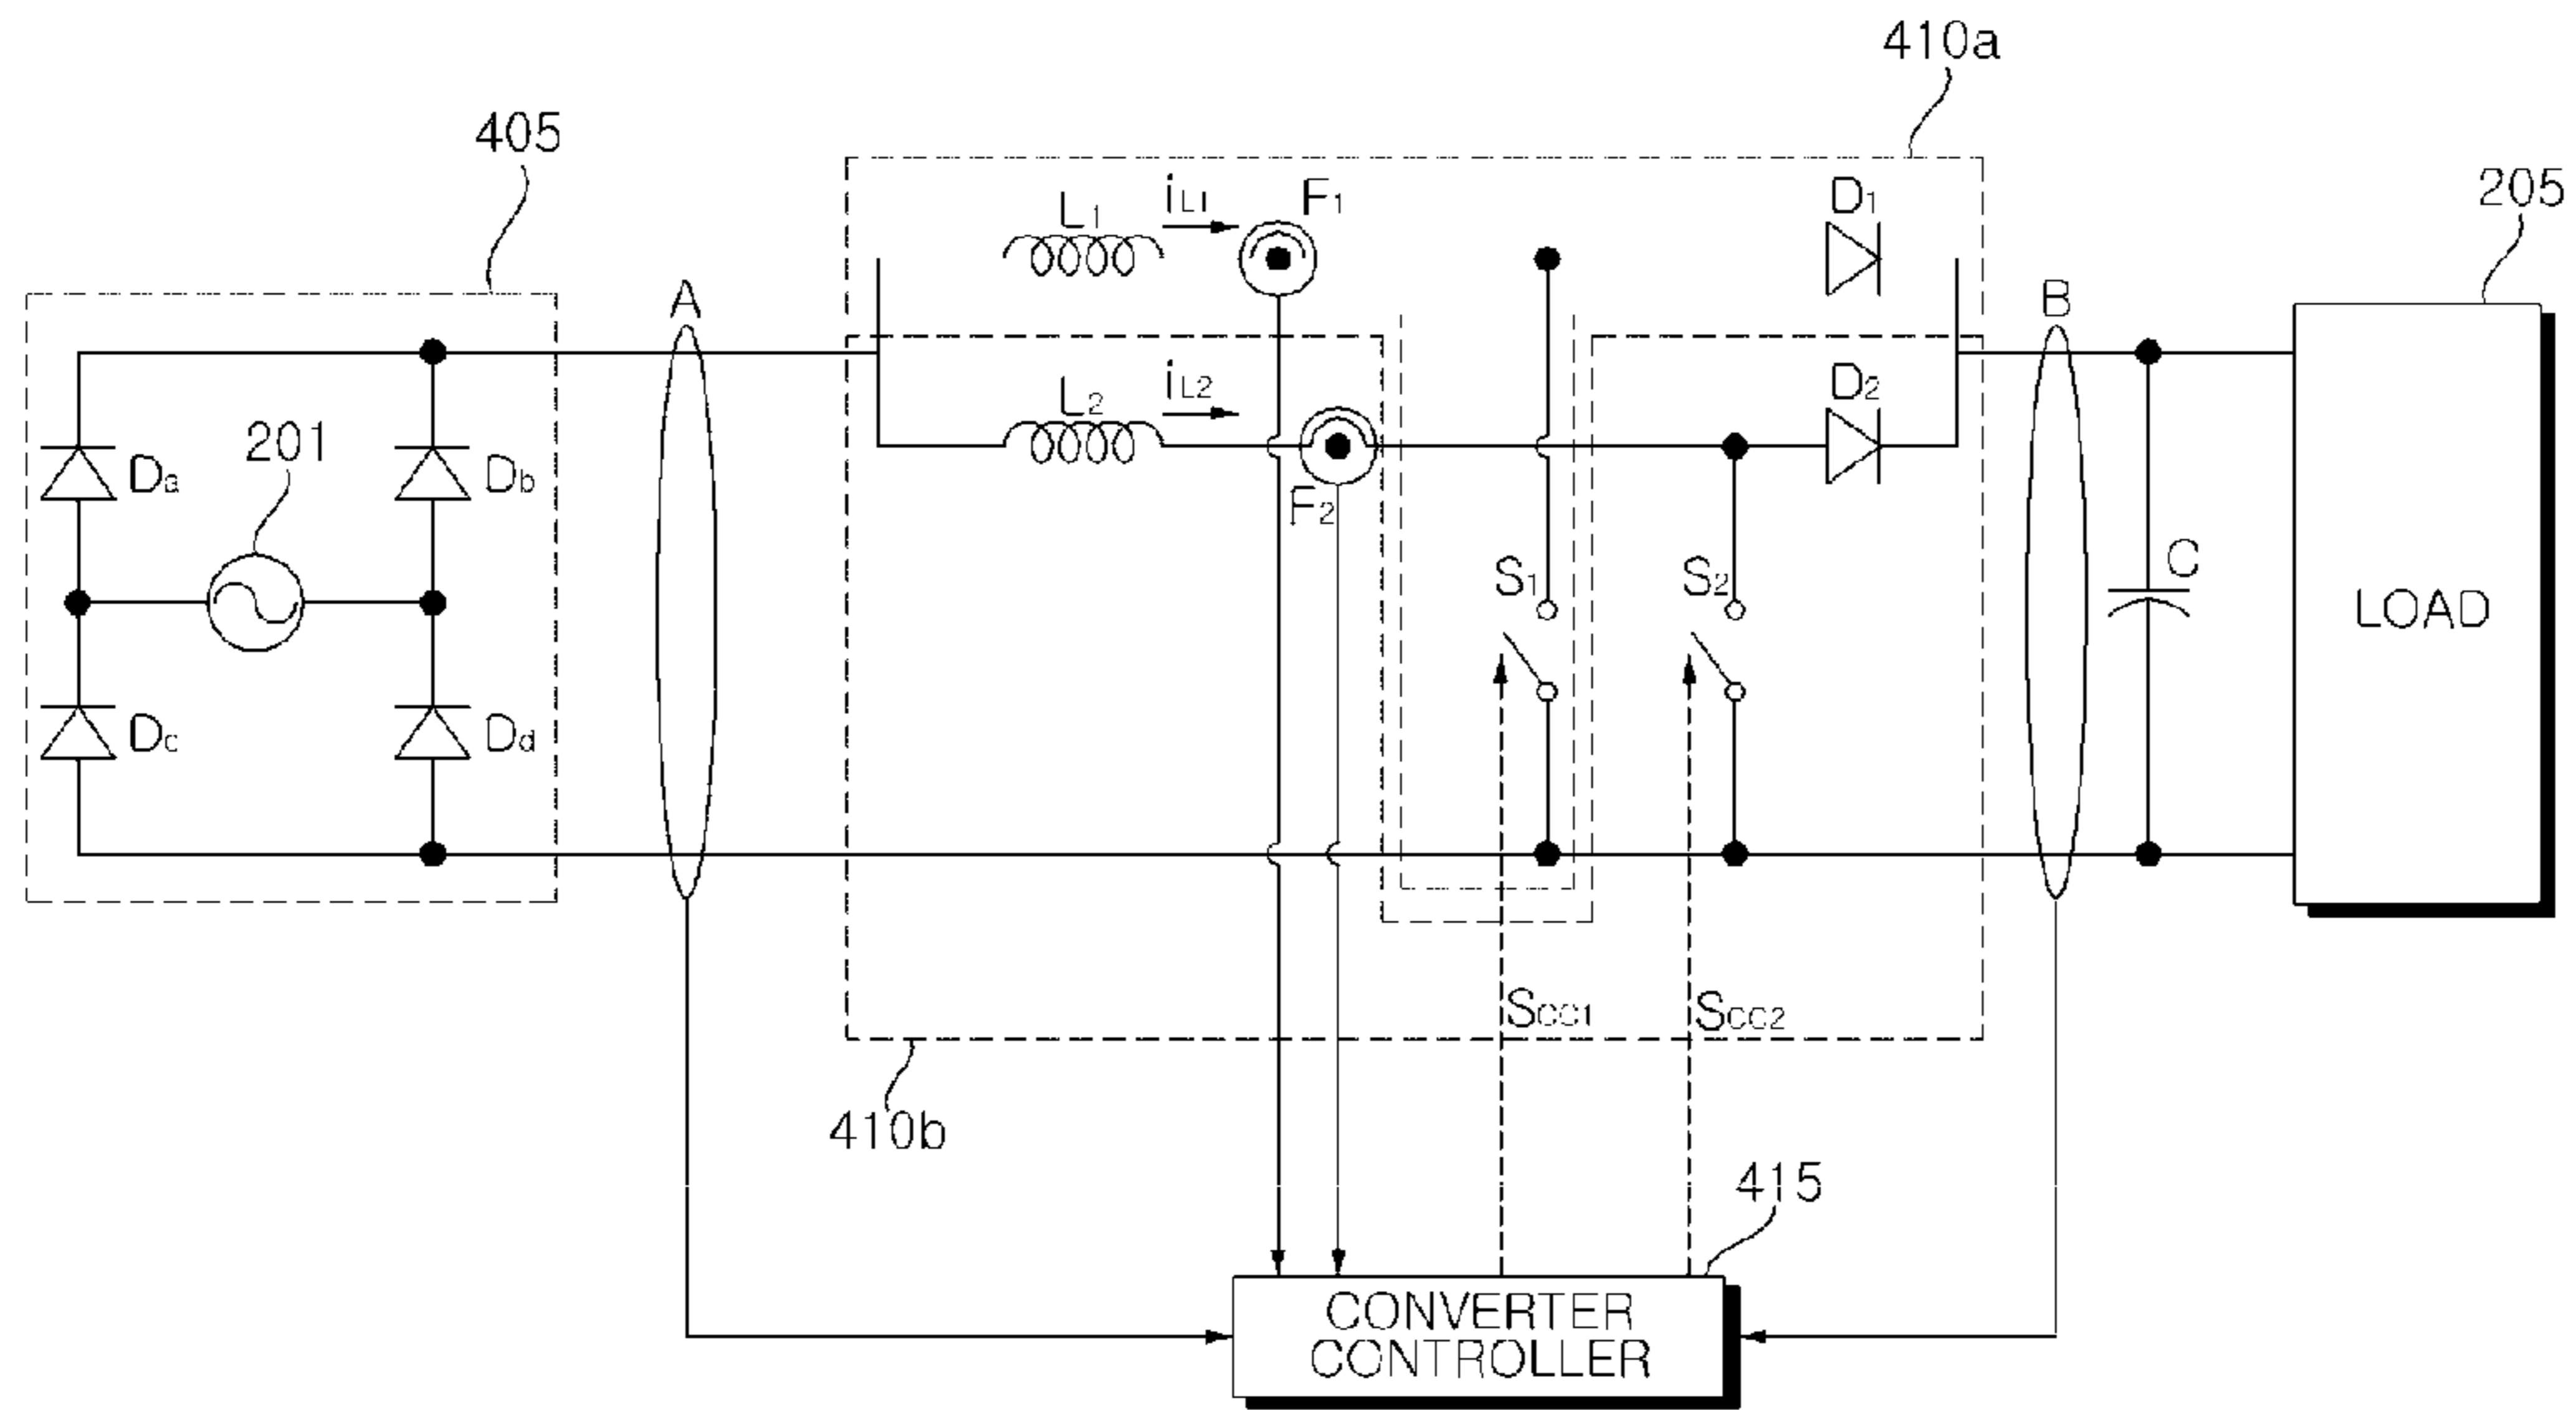 410a
405
205
L1
iL1
F1
D1
A
B
L2
iL2
D2
201
Da
Db
F2
S1
S2
C
LOAD
Dc
Dd
SCC1
SCC2
410b
415
CONVERTER
CONTROLLER